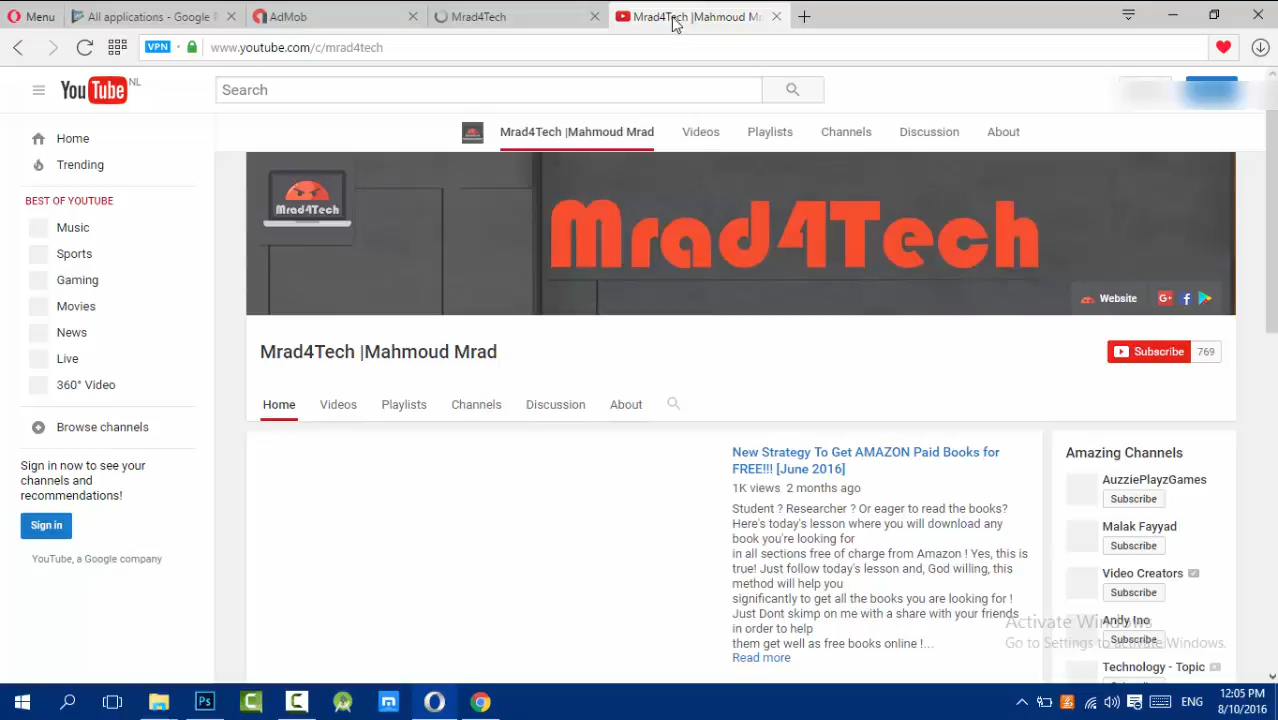 Menu
All applications - Google P
AdMob
Mrad4Tech
Mrad4Tech |Mahmoud Mr
VPN
www.youtube.com/c/mrad4tech
YouTube NL
Search
Home
Trending
BEST OF YOUTUBE
Music
Sports
Gaming
Movies
News
Live
360° Video
Browse channels
Sign in now to see your
channels and
recommendations!
Sign in
YouTube, a Google company
Mrad4Tech |Mahmoud Mrad
Videos
Playlists
Channels
Discussion
About
Mrad4Tech
Mrad4Tech
Website
Mrad4Tech |Mahmoud Mrad
Subscribe 769
Home
Videos
Playlists
Channels
Discussion
About
New Strategy To Get AMAZON Paid Books for
FREE!!! [June 2016]
1K views 2 months ago
Student ? Researcher ? Or eager to read the books?
Here's today's lesson where you will download any
book you're looking for
in all sections free of charge from Amazon ! Yes, this is
true! Just follow today's lesson and, God willing, this
method will help you
significantly to get all the books you are looking for !
Just Dont skimp on me with a share with your friends
in order to help
them get well as free books online !...
Read more
Amazing Channels
AuzziePlayzGames
Subscribe
Malak Fayyad
Subscribe
Video Creators
Subscribe
Andy Ino
Subscribe
Technology - Topic
Activate Windows
Go to Settings to activate Windows.
ENG
12:05 PM
8/10/2016